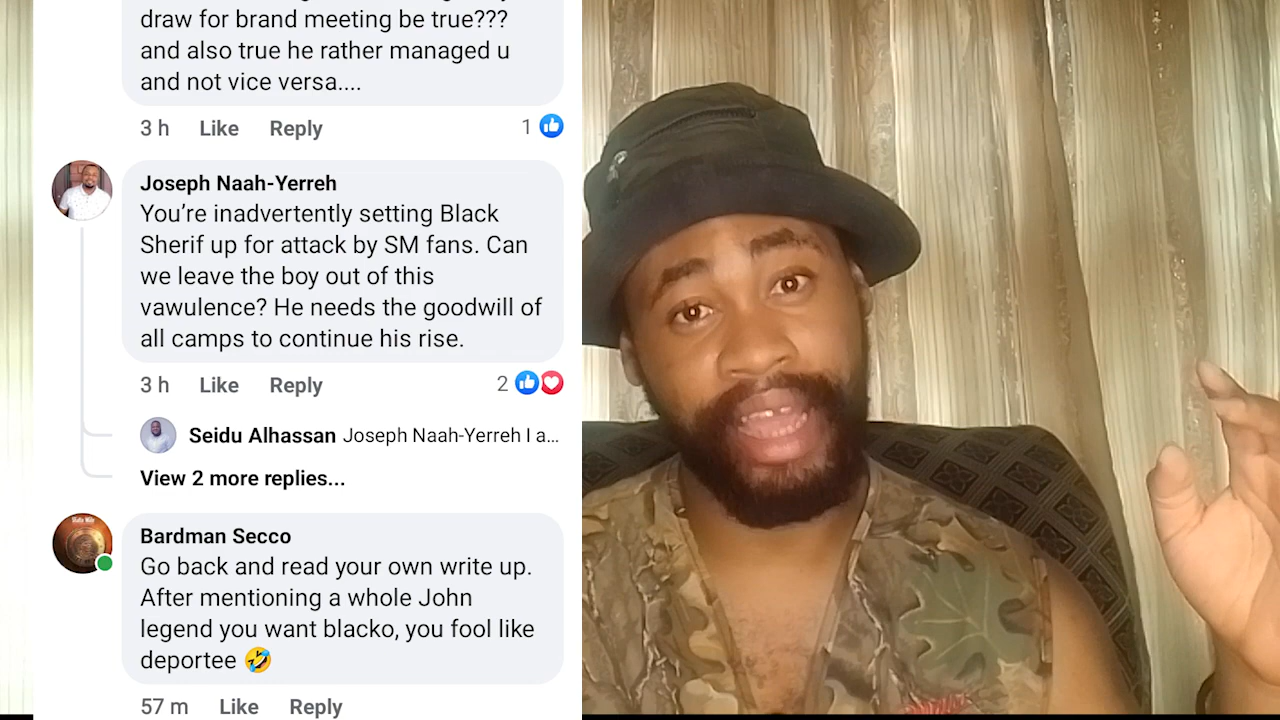 draw for brand meeting be true???
and also true he rather managed u
and not vice versa....
3 h Like Reply 1
Joseph Naah-Yerreh
You’re inadvertently setting Black
Sherif up for attack by SM fans. Can
we leave the boy out of this
vawulence? He needs the goodwill of
all camps to continue his rise.
3 h Like Reply 2
Seidu Alhassan Joseph Naah-Yerreh I a...
View 2 more replies...
Bardman Secco
Go back and read your own write up.
After mentioning a whole John
legend you want blacko, you fool like
deportee 🤣
57 m Like Reply